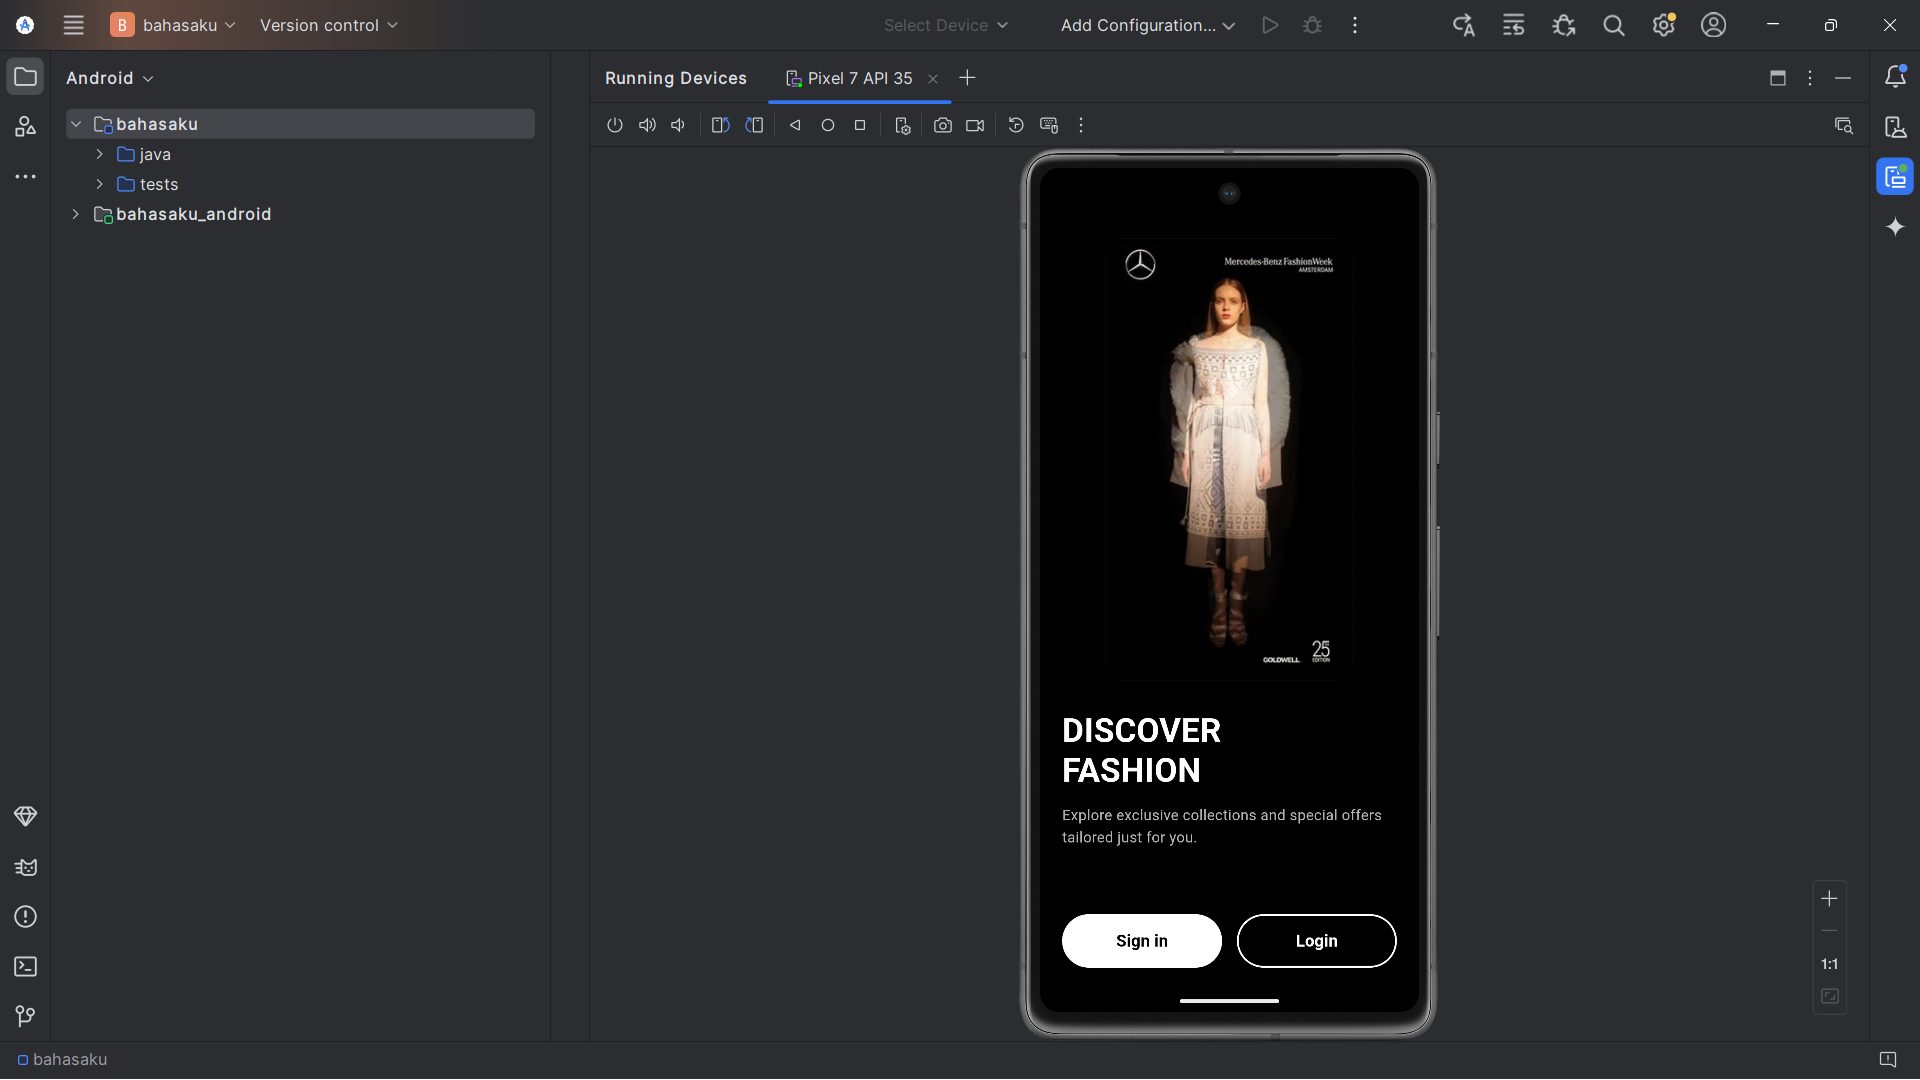 B bahasaku
Version control
Select Device
Add Configuration...
Android
Running Devices
Pixel 7 API 35
bahasaku
java
tests
bahasaku_android
Mercedes-Benz FashionWeek
AMSTERDAM
GOLDWELL
25
EDITION
DISCOVER
FASHION
Explore exclusive collections and special offers
tailored just for you.
Sign in
Login
1:1
bahasaku